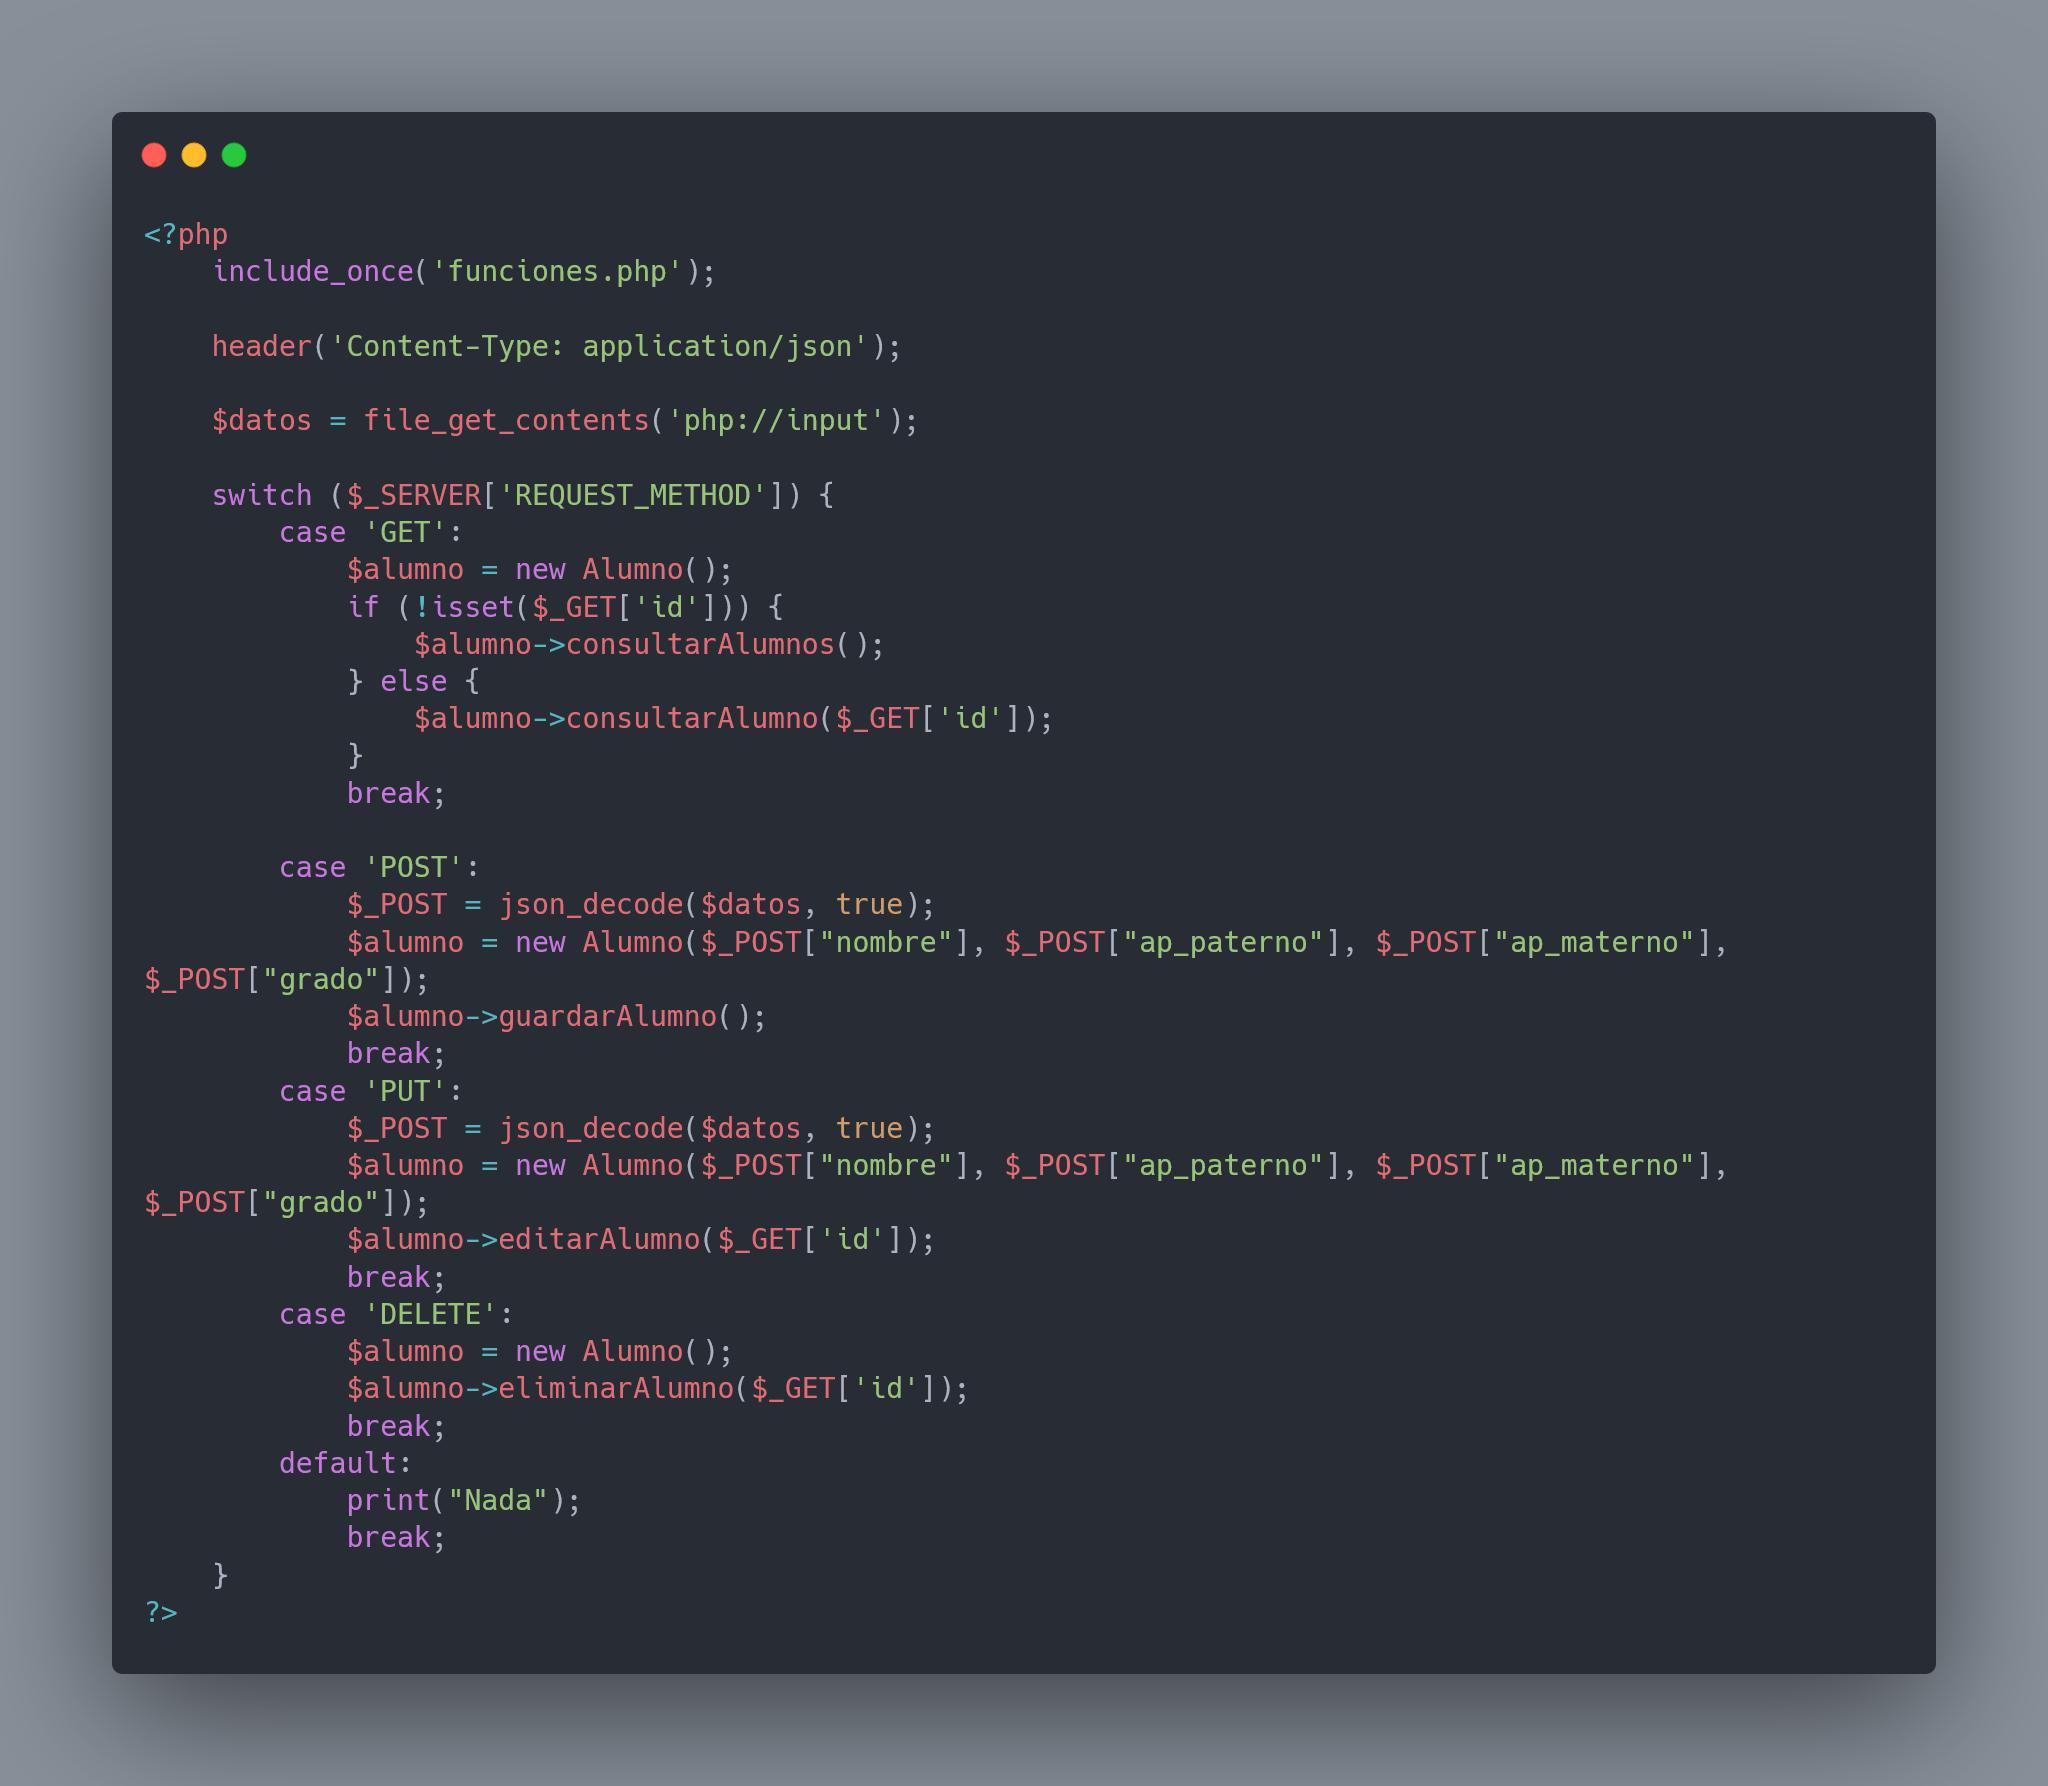 <?php
    include_once('funciones.php');

    header('Content-Type: application/json');

    $datos = file_get_contents('php://input');

    switch ($_SERVER['REQUEST_METHOD']) {
        case 'GET':
            $alumno = new Alumno();
            if (!isset($_GET['id'])) {
                $alumno->consultarAlumnos();
            } else {
                $alumno->consultarAlumno($_GET['id']);
            }
            break;

        case 'POST':
            $_POST = json_decode($datos, true);
            $alumno = new Alumno($_POST["nombre"], $_POST["ap_paterno"], $_POST["ap_materno"],
$_POST["grado"]);
            $alumno->guardarAlumno();
            break;
        case 'PUT':
            $_POST = json_decode($datos, true);
            $alumno = new Alumno($_POST["nombre"], $_POST["ap_paterno"], $_POST["ap_materno"],
$_POST["grado"]);
            $alumno->editarAlumno($_GET['id']);
            break;
        case 'DELETE':
            $alumno = new Alumno();
            $alumno->eliminarAlumno($_GET['id']);
            break;
        default:
            print("Nada");
            break;
    }
?>